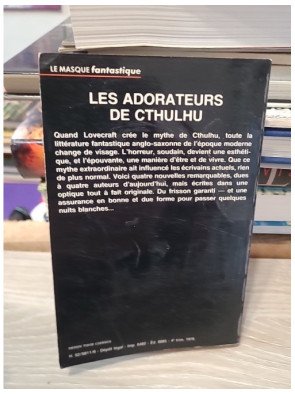 LE MASQUE fantastique
LES ADORATEURS
DE CTHULHU
Quand Lovecraft crée le mythe de Cthulhu, toute la
littérature fantastique anglo-saxonne de l'époque moderne
change de visage. L'horreur, soudain, devient une esthéti-
que, et l'épouvante, une manière d'être et de vivre. Que ce
mythe extraordinaire ait influencé les écrivains actuels, rien
de plus normal. Voici quatre nouvelles remarquables, dues
à quatre auteurs d'aujourd'hui, mais écrites dans une
optique tout à fait originale. Du frisson garanti — et une
assurance en bonne et due forme pour passer quelques
nuits blanches...
Dépôt légal